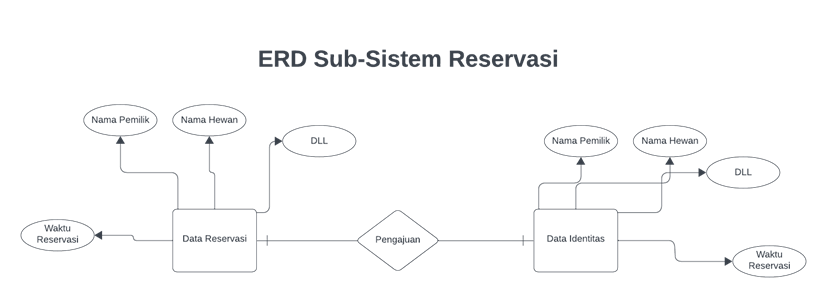 ERD Sub-Sistem Reservasi
Nama Pemilik
Nama Hewan
DLL
Waktu
Reservasi
Data Reservasi
Pengajuan
Nama Pemilik
Nama Hewan
DLL
Data Identitas
Waktu
Reservasi